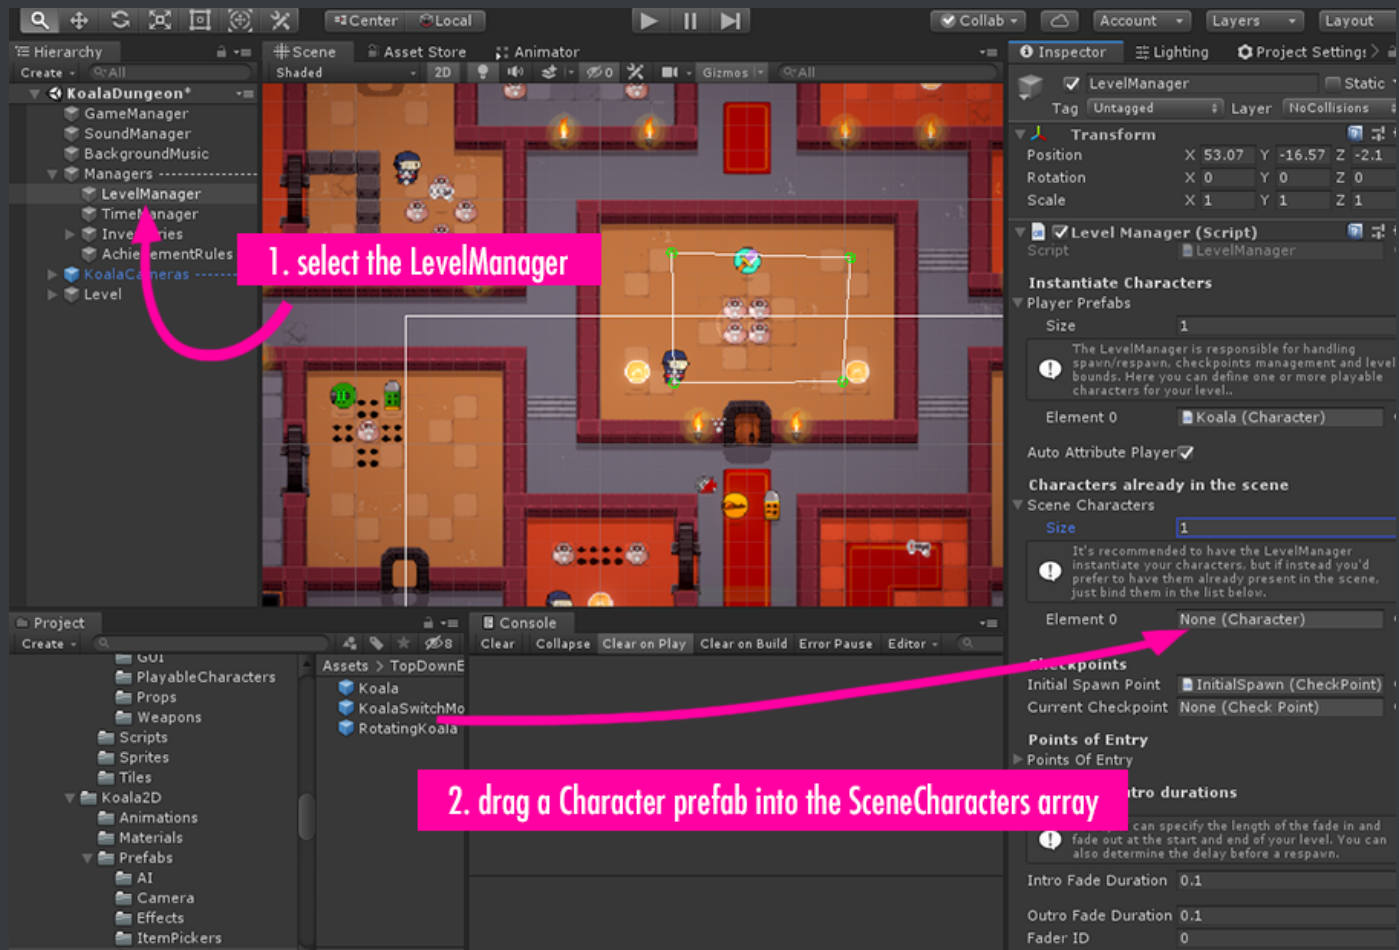 Center Local Collab Account Layers Layout
Hierarchy
Create All
KoalaDungeon*
GameManager
SoundManager
BackgroundMusic
Managers
LevelManager
TimeManager
AchievementRules
KoalaCameras
Level
Scene Asset Store Animator
Shaded 2D 0 Gizmos All
1. select the LevelManager
Inspector Lighting Project Settings
LevelManager Static
Tag Untagged Layer NoCollisions
Transform
Position X 53.07 Y -16.57 Z -2.1
Rotation X 0 Y 0 Z 0
Scale X 1 Y 1 Z 1
Level Manager (Script)
Script LevelManager
Instantiate Characters
Player Prefabs
Size 1
The LevelManager is responsible for handling
spawn/respawn, checkpoints management and level
bounds. Here you can define one or more playable
characters for your level..
Element 0 Koala (Character)
Auto Attribute Player
Characters already in the scene
Scene Characters
Size 1
It's recommended to have the LevelManager
instantiate your characters, but if instead you'd
prefer to have them already present in the scene,
just bind them in the list below.
Element 0 None (Character)
Checkpoints
Initial Spawn Point InitialSpawn (CheckPoint)
Current Checkpoint None (Check Point)
Points of Entry
Points Of Entry
utro durations
can specify the length of the fade in and
fade out at the start and end of your level. You can
also determine the delay before a respawn.
Intro Fade Duration 0.1
Outro Fade Duration 0.1
Fader ID 0
Project
Create 8
GUI
PlayableCharacters
Props
Weapons
Scripts
Sprites
Tiles
Koala2D
Animations
Materials
Prefabs
AI
Camera
Effects
ItemPickers
Assets > TopDownE
Koala
KoalaSwitchMo
RotatingKoala
Console
Clear Collapse Clear on Play Clear on Build Error Pause Editor
2. drag a Character prefab into the SceneCharacters array